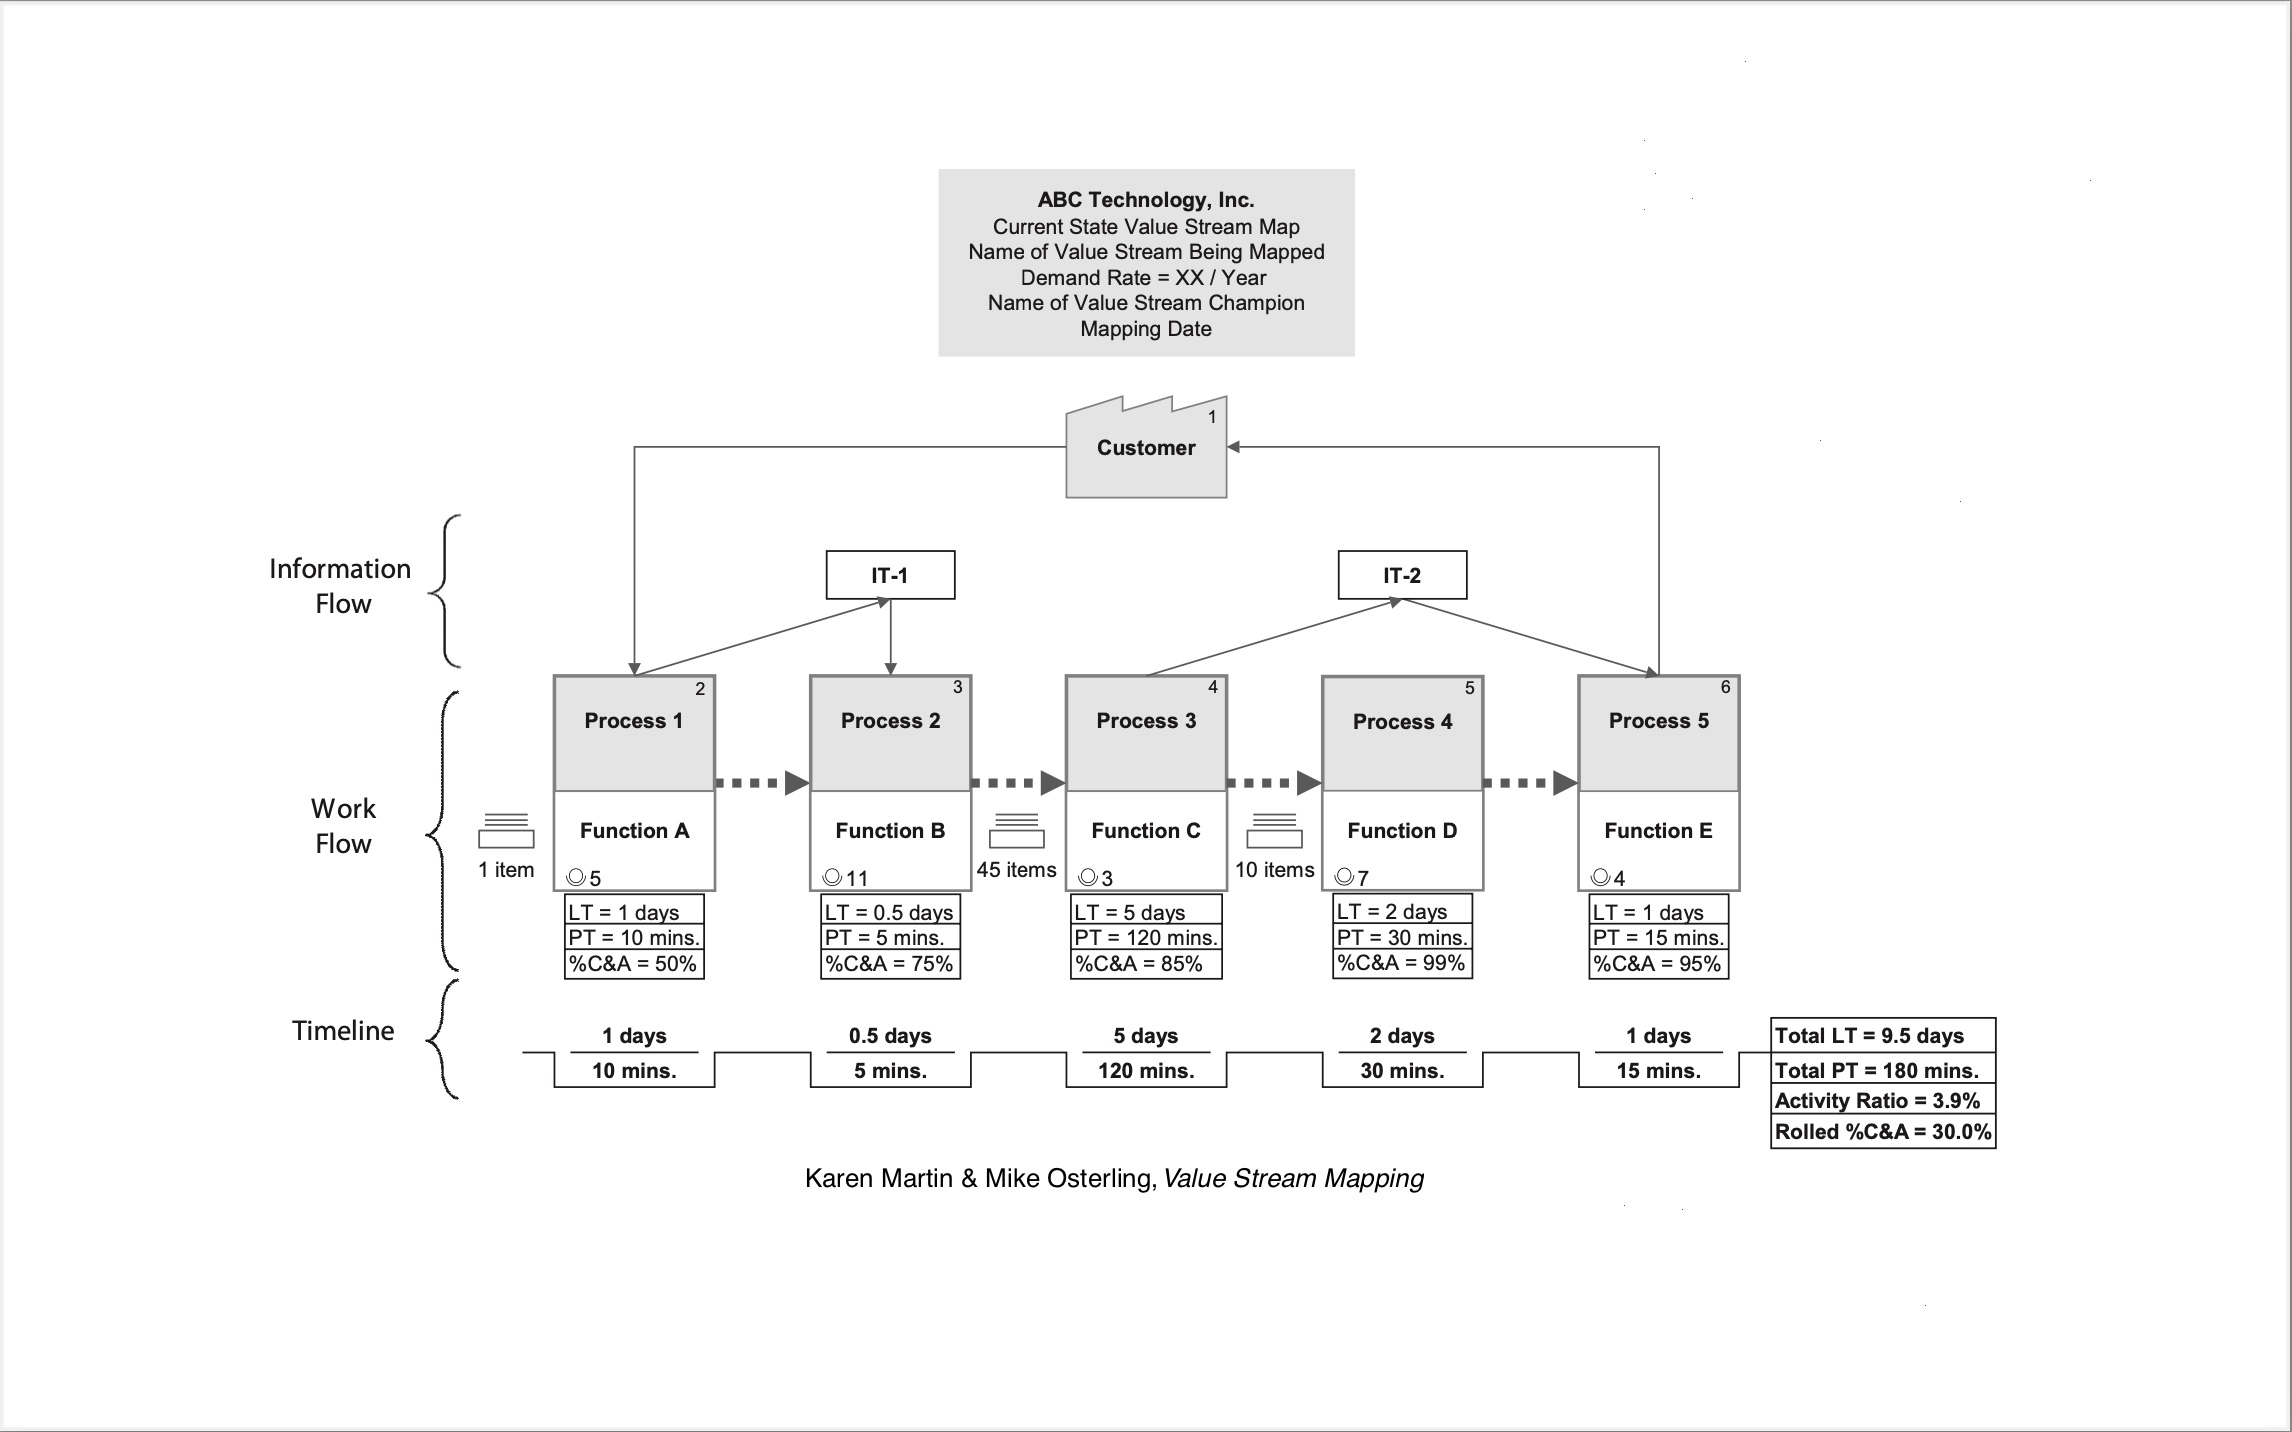 ABC Technology, Inc.
Current State Value Stream Map
Name of Value Stream Being Mapped
Demand Rate = XX / Year
Name of Value Stream Champion
Mapping Date
1
Customer
Information
Flow
IT-1
IT-2
2
Process 1
3
Process 2
4
Process 3
5
Process 4
6
Process 5
Work
Flow
1 item
Function A
5
Function B
11
45 items
Function C
3
10 items
Function D
7
Function E
4
LT = 1 days
PT = 10 mins.
%C&A = 50%
LT = 0.5 days
PT = 5 mins.
%C&A = 75%
LT = 5 days
PT = 120 mins.
%C&A = 85%
LT = 2 days
PT = 30 mins.
%C&A = 99%
LT = 1 days
PT = 15 mins.
%C&A = 95%
Timeline
1 days
10 mins.
0.5 days
5 mins.
5 days
120 mins.
2 days
30 mins.
1 days
15 mins.
Total LT = 9.5 days
Total PT = 180 mins.
Activity Ratio = 3.9%
Rolled %C&A = 30.0%
Karen Martin & Mike Osterling, Value Stream Mapping